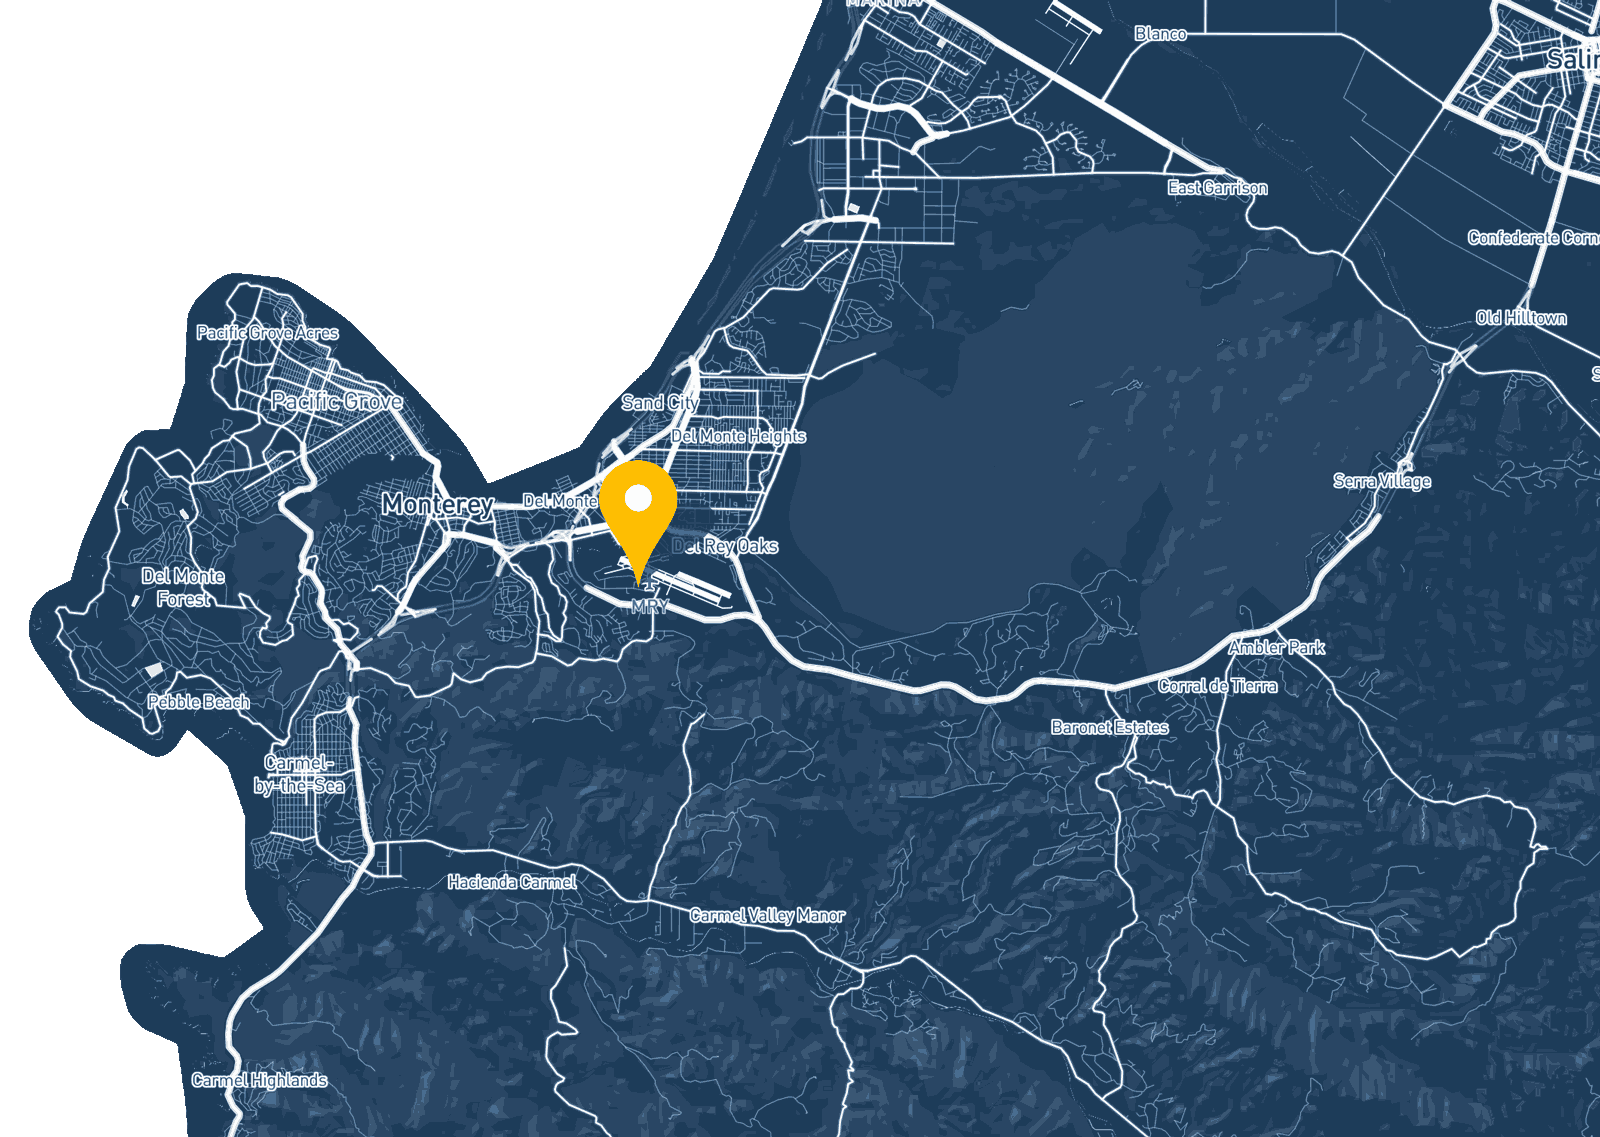 MARINA
Blanco
Salin
East Garrison
Confederate Corne
Old Hilltown
Pacific Grove Acres
Pacific Grove
Sand City
Del Monte Heights
Serra Village
Monterey
Del Monte
Del Rey Oaks
Del Monte
Forest
MRY
Ambler Park
Corral de Tierra
Pebble Beach
Baronet Estates
Carmel-
by-the-Sea
Hacienda Carmel
Carmel Valley Manor
Carmel Highlands